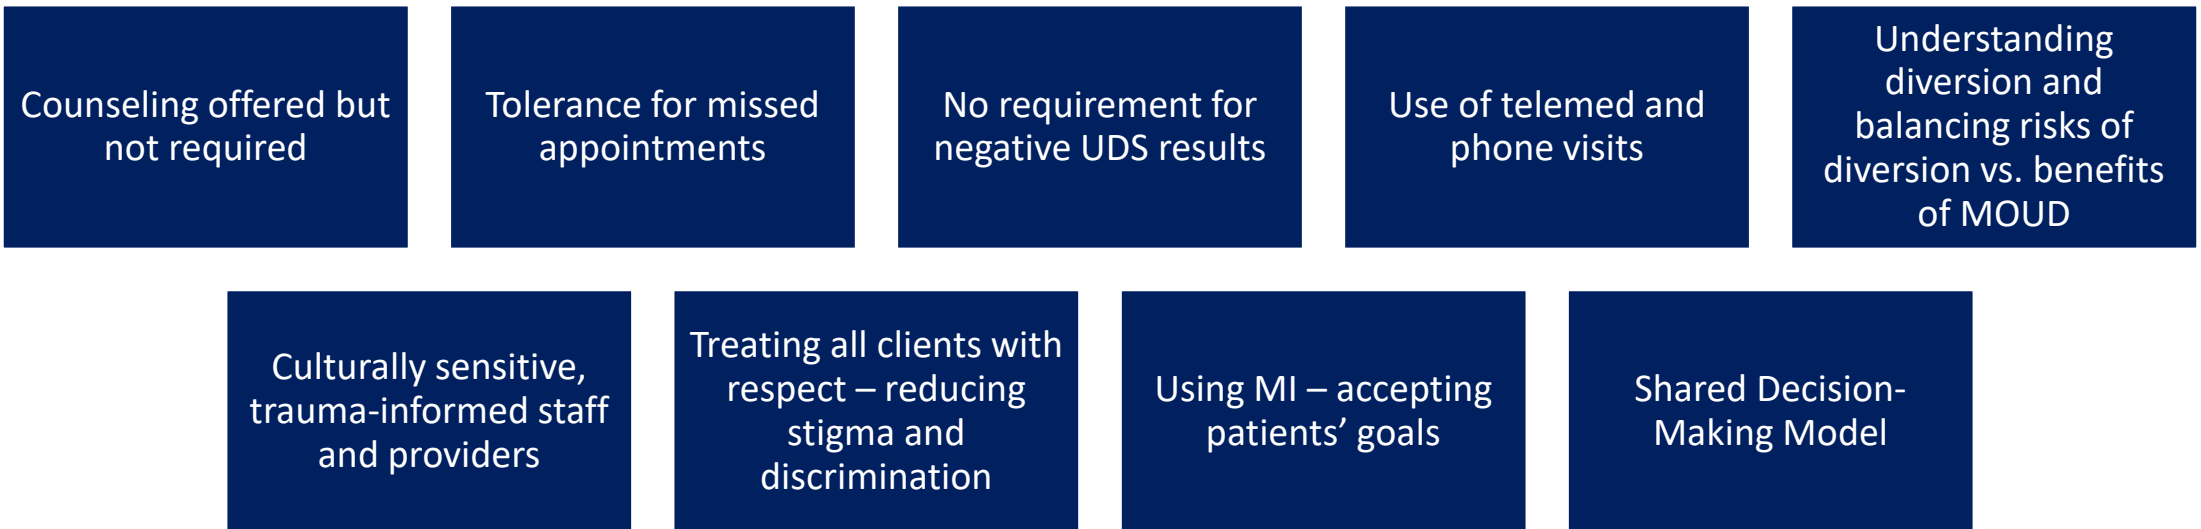 Counseling offered but
not required
Tolerance for missed
appointments
No requirement for
negative UDS results
Use of telemed and
phone visits
Understanding
diversion and
balancing risks of
diversion vs. benefits
of MOUD
Culturally sensitive,
trauma-informed staff
and providers
Treating all clients with
respect – reducing
stigma and
discrimination
Using MI – accepting
patients’ goals
Shared Decision-
Making Model